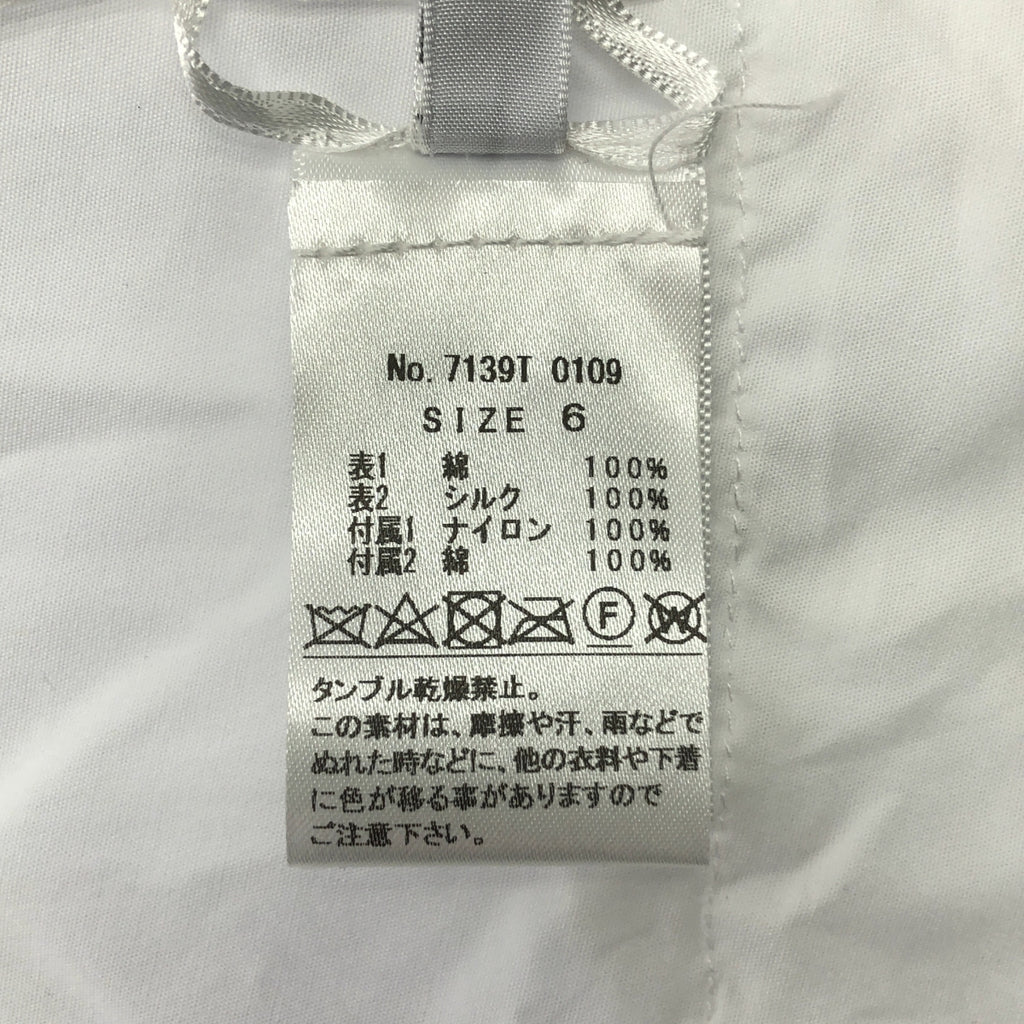 No. 7139T 0109
SIZE 6
表1 綿 100%
表2 シルク 100%
付属1 ナイロン 100%
付属2 綿 100%
F W
タンブル乾燥禁止。
この素材は、摩擦や汗、雨などで
ぬれた時などに、他の衣料や下着
に色が移る事がありますので
ご注意下さい。